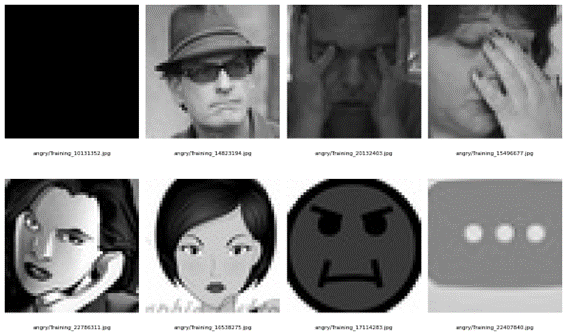 angry/Training_10131352.jpg angry/Training_14823194.jpg angry/Training_20132403.jpg angry/Training_15496677.jpg
angry/Training_22786311.jpg angry/Training_10538275.jpg angry/Training_17114283.jpg angry/Training_22407640.jpg